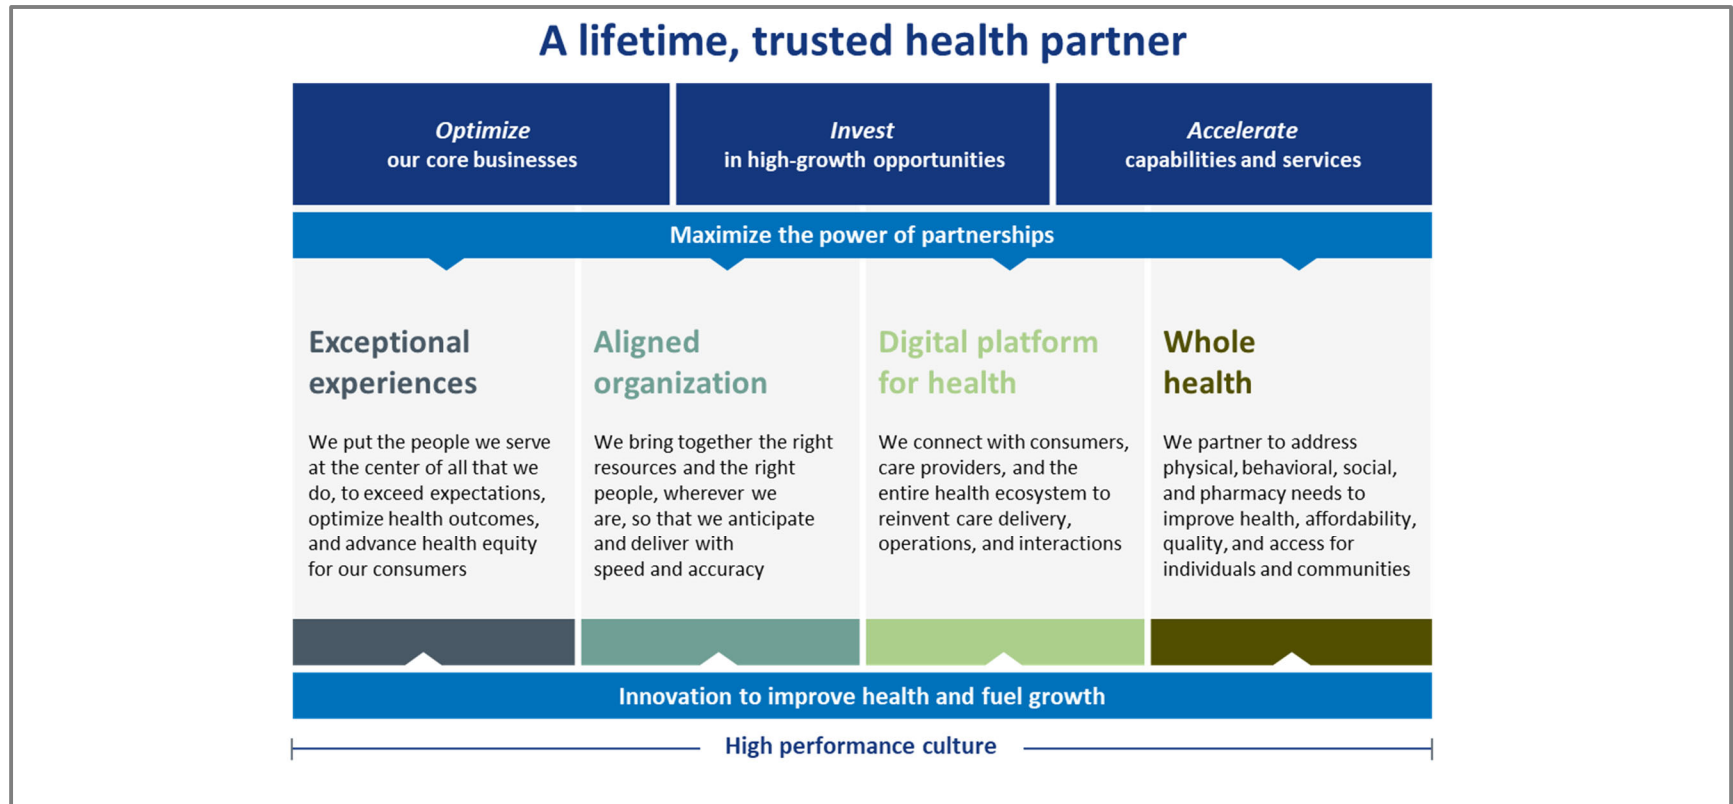 A lifetime, trusted health partner
Optimize
our core businesses
Invest
in high-growth opportunities
Accelerate
capabilities and services
Maximize the power of partnerships
Exceptional
experiences
We put the people we serve
at the center of all that we
do, to exceed expectations,
optimize health outcomes,
and advance health equity
for our consumers
Aligned
organization
We bring together the right
resources and the right
people, wherever we
are, so that we anticipate
and deliver with
speed and accuracy
Digital platform
for health
We connect with consumers,
care providers, and the
entire health ecosystem to
reinvent care delivery,
operations, and interactions
Whole
health
We partner to address
physical, behavioral, social,
and pharmacy needs to
improve health, affordability,
quality, and access for
individuals and communities
Innovation to improve health and fuel growth
High performance culture